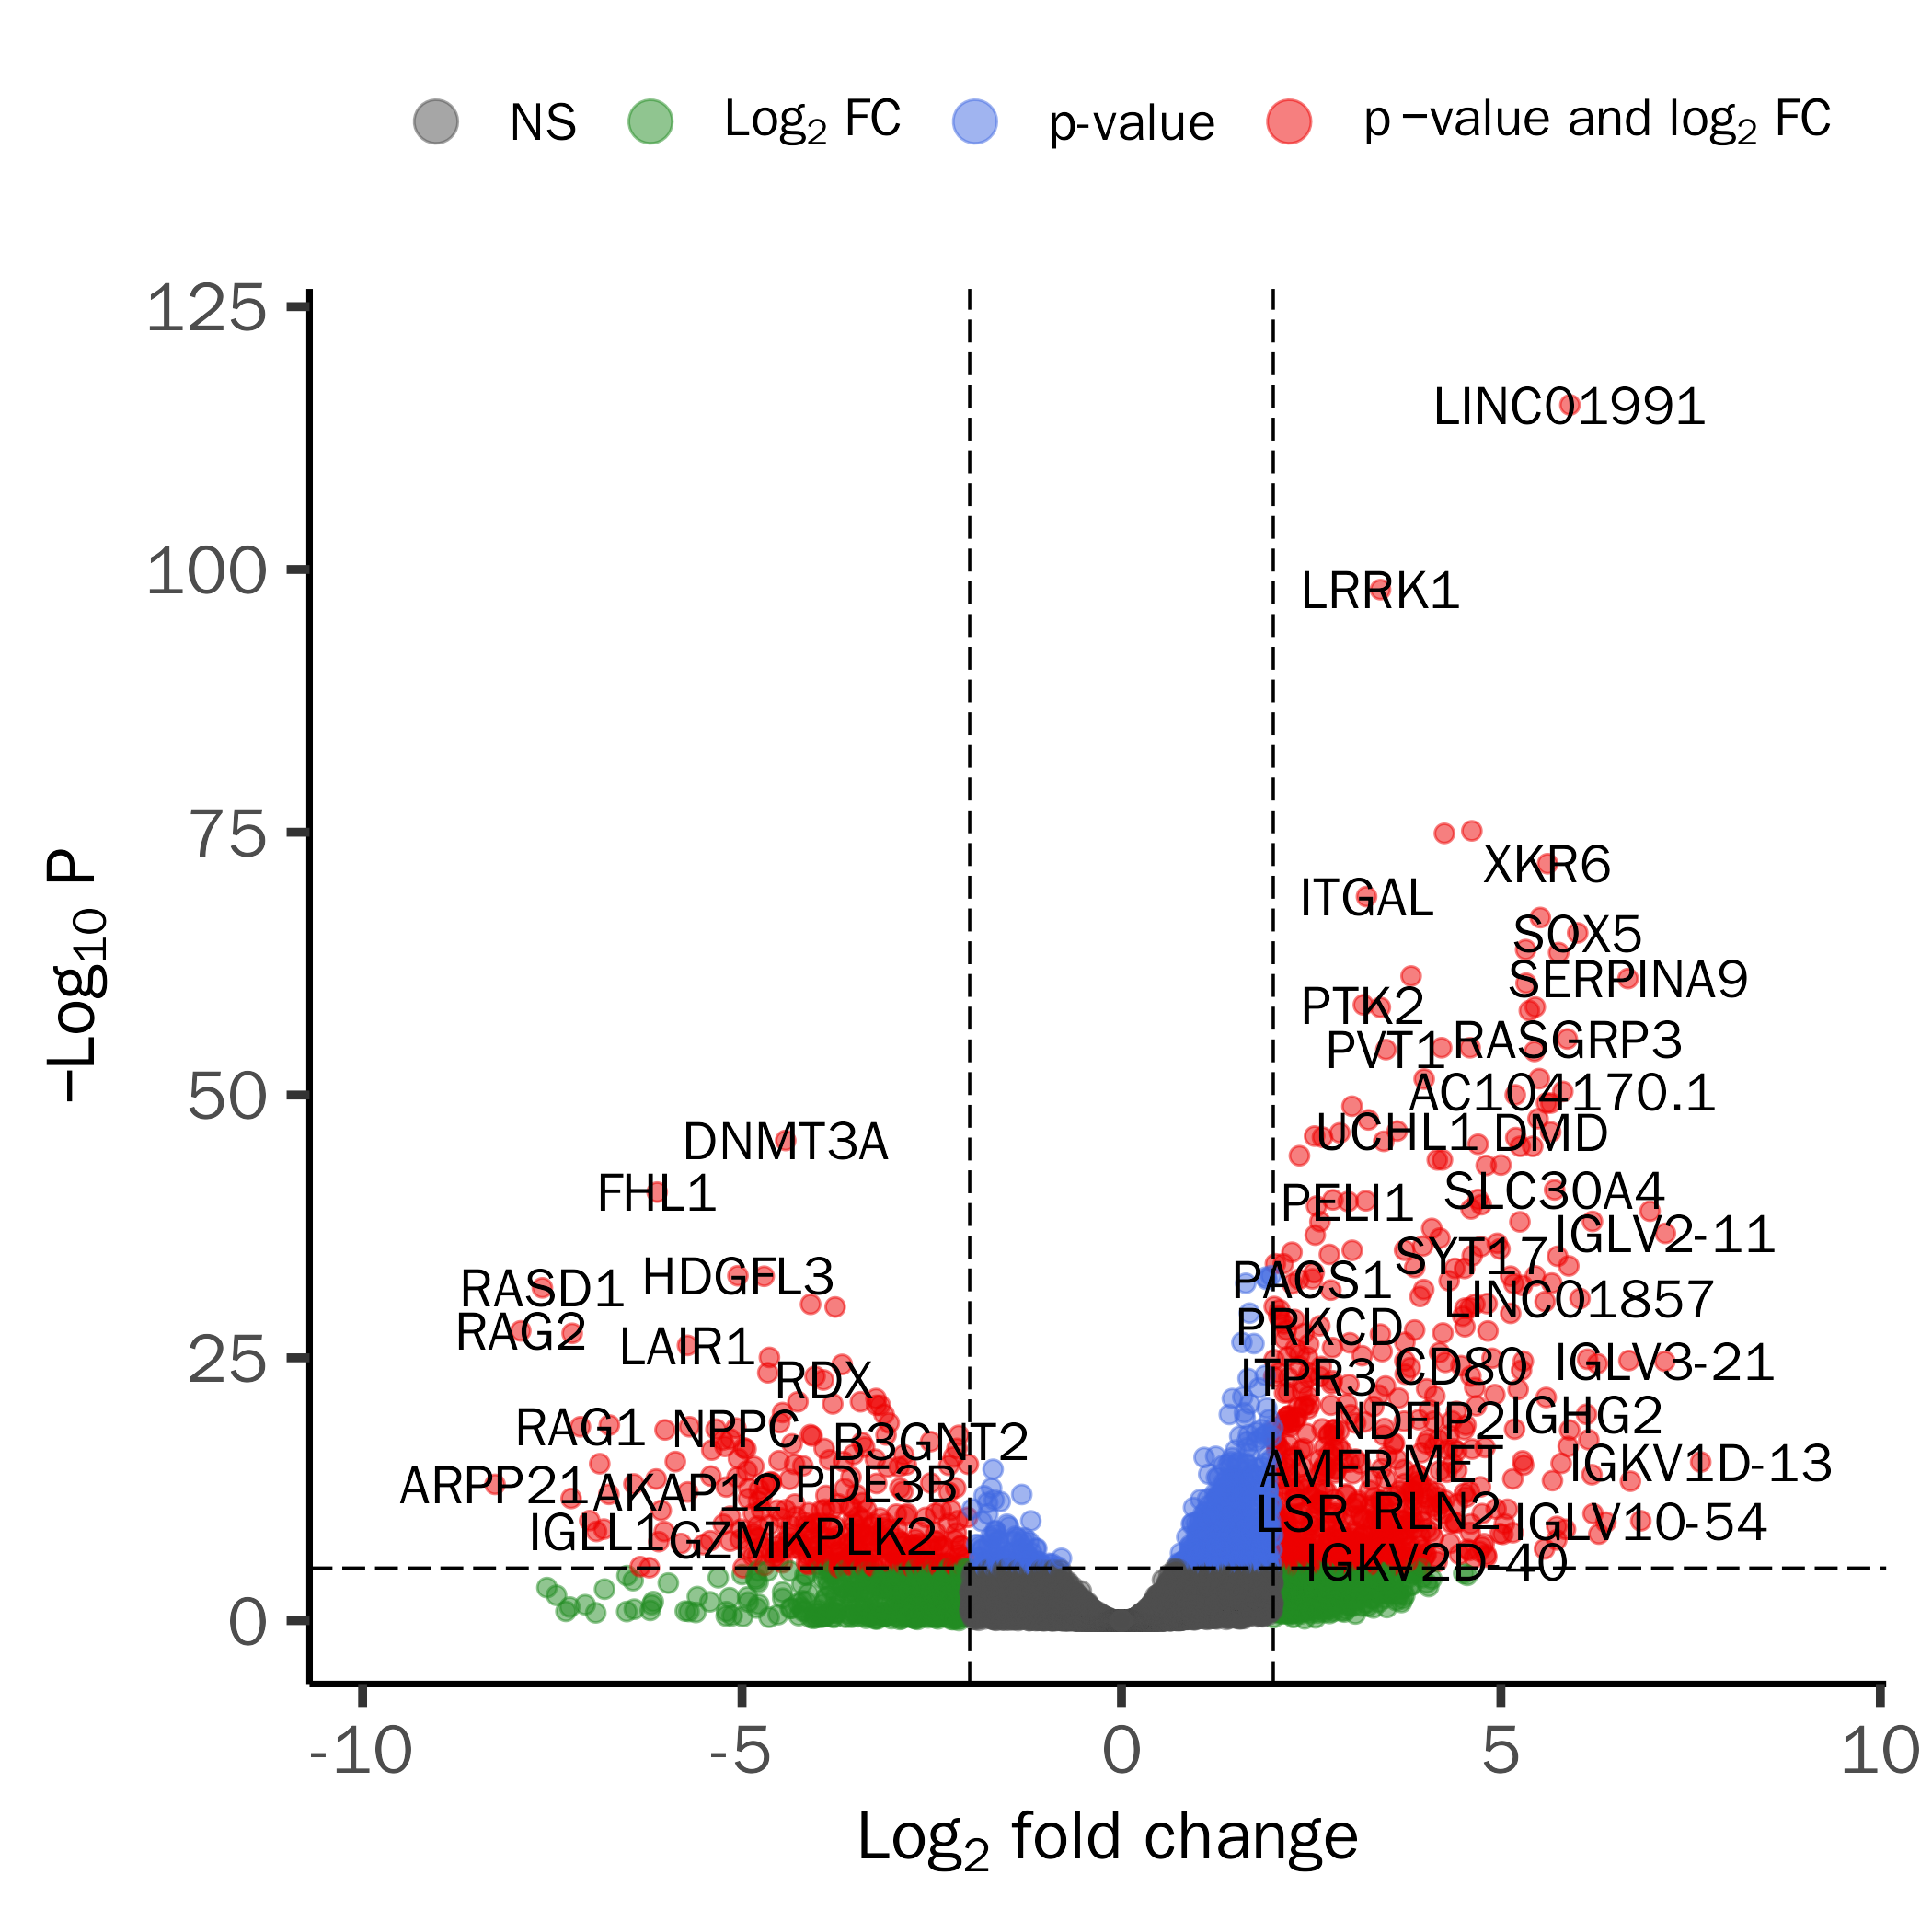 NS Log2 FC p-value p −value and log2 FC
125
LINC01991
100
LRRK1
75
XKR6
ITGAL
SOX5
SERPINA9
PTK2
PVT1 RASGRP3
50
AC104170.1
UCHL1 DMD
DNMT3A
FHL1
SLC30A4
PELI1
IGLV2-11
SYT17
HDGFL3
PACS1
RASD1
LINC01857
RAG2
PRKCD
LAIR1
25
CD80
IGLV3-21
RDX
ITPR3
NDFIP2
IGHG2
RAG1
NPPC
B3GNT2
AMFR
MET
IGKV1D-13
ARPP21
AKAP12
PDE3B
LSR
RLN2
IGLV10-54
IGLL1
GZMK
PLK2
IGKV2D-40
0
−Log10 P
-10 -5 0 5 10
Log2 fold change